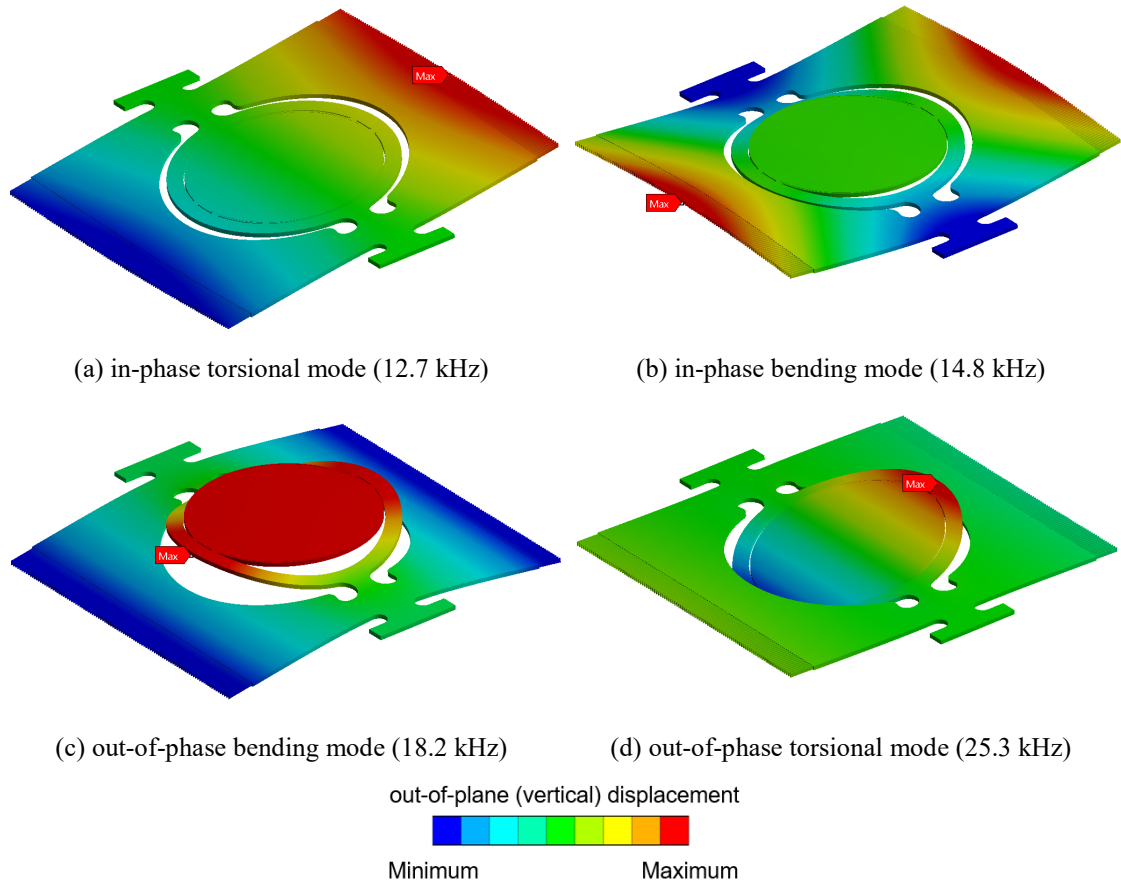 Max
Max
(a) in-phase torsional mode (12.7 kHz)
(b) in-phase bending mode (14.8 kHz)
Max
Max
(c) out-of-phase bending mode (18.2 kHz)
(d) out-of-phase torsional mode (25.3 kHz)
out-of-plane (vertical) displacement
Minimum
Maximum